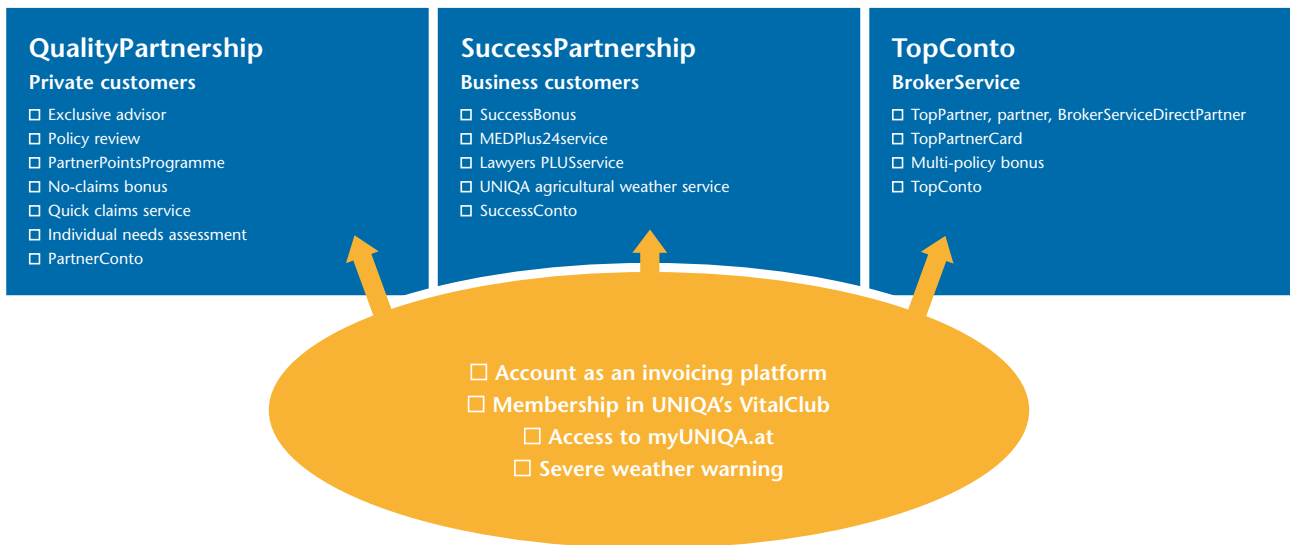 QualityPartnership
Private customers
☐ Exclusive advisor
☐ Policy review
☐ PartnerPointsProgramme
☐ No-claims bonus
☐ Quick claims service
☐ Individual needs assessment
☐ PartnerConto
SuccessPartnership
Business customers
☐ SuccessBonus
☐ MEDPlus24service
☐ Lawyers PLUSservice
☐ UNIQA agricultural weather service
☐ SuccessConto
TopConto
BrokerService
☐ TopPartner, partner, BrokerServiceDirectPartner
☐ TopPartnerCard
☐ Multi-policy bonus
☐ TopConto
☐ Account as an invoicing platform
☐ Membership in UNIQA’s VitalClub
☐ Access to myUNIQA.at
☐ Severe weather warning